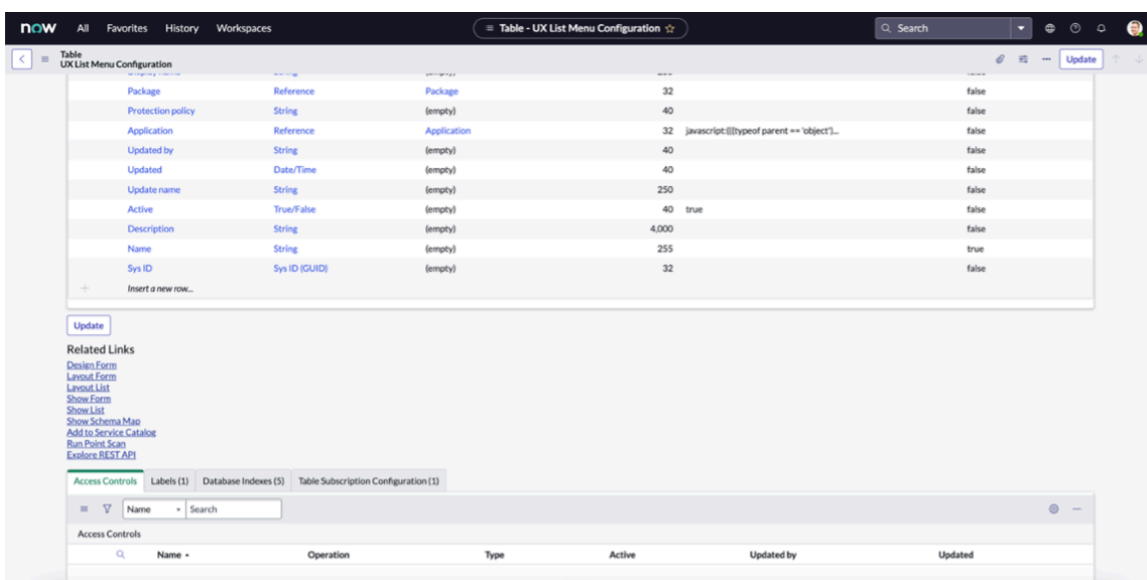 now All Favorites History Workspaces Table - UX List Menu Configuration Search
Table
UX List Menu Configuration Update
Package Reference Package 32 false
Protection policy String (empty) 40 false
Application Reference Application 32 javascript:(((typeof parent == 'object')... false
Updated by String (empty) 40 false
Updated Date/Time (empty) 40 false
Update name String (empty) 250 false
Active True/False (empty) 40 true false
Description String (empty) 4,000 false
Name String (empty) 255 true
Sys ID Sys ID (GUID) (empty) 32 false
Insert a new row...
Update
Related Links
Design Form
Layout Form
Layout List
Show Form
Show List
Show Schema Map
Add to Service Catalog
Run Point Scan
Explore REST API
Access Controls Labels (1) Database Indexes (5) Table Subscription Configuration (1)
Name Search
Access Controls
Name Operation Type Active Updated by Updated